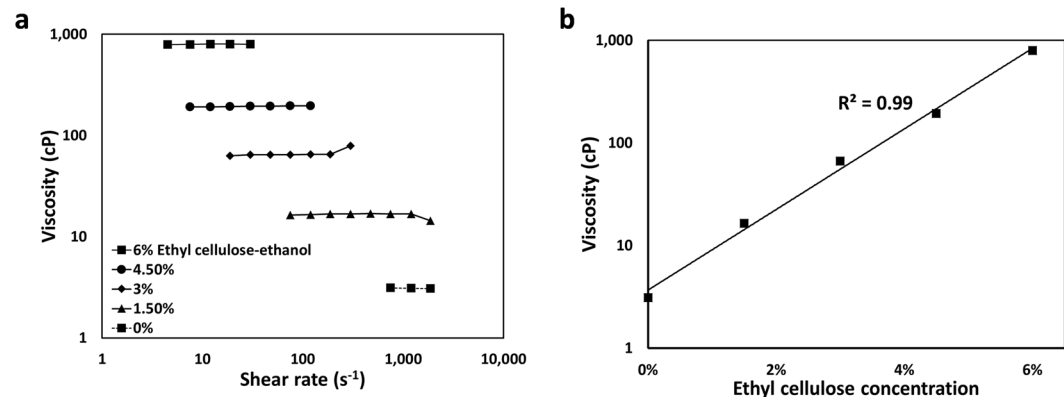 a
1,000
100
10
1
Viscosity (cP)
6% Ethyl cellulose-ethanol
4.50%
3%
1.50%
0%
1 10 100 1,000 10,000
Shear rate (s⁻¹)
b
1,000
100
10
1
Viscosity (cP)
R² = 0.99
0% 2% 4% 6%
Ethyl cellulose concentration